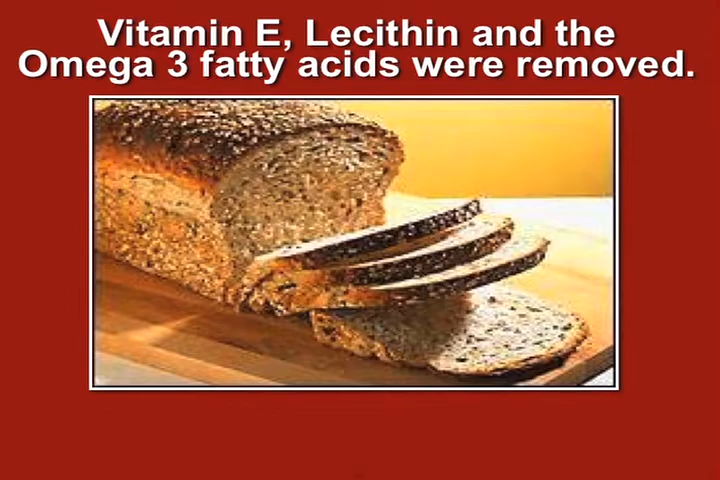 Vitamin E, Lecithin and the
Omega 3 fatty acids were removed.